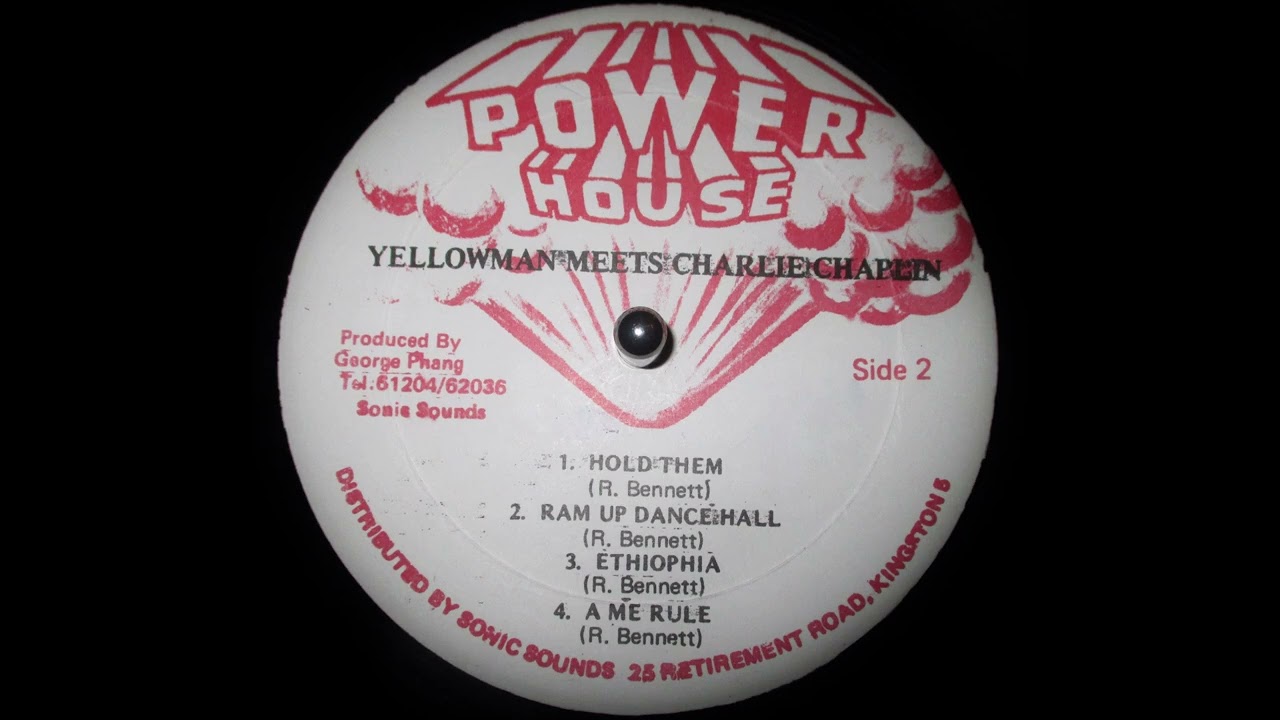 POWER
HOUSE
YELLOWMAN MEETS CHARLIE CHAPLIN
Produced By
George Phang
Tel.61204/62036
Sonic Sounds
Side 2
1. HOLD THEM
(R. Bennett)
2. RAM UP DANCE HALL
(R. Bennett)
3. ETHIOPHIA
(R. Bennett)
4. A ME RULE
(R. Bennett)
DISTRIBUTED BY SONIC SOUNDS 25 RETIREMENT ROAD, KINGSTON 5